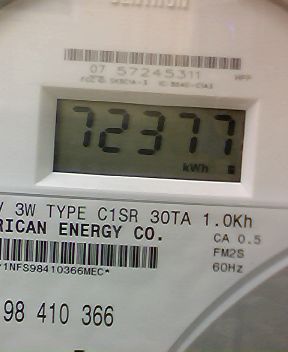 07 57245311
72377
kWh
3W TYPE C1SR 30TA 1.0Kh
RICAN ENERGY CO. CA 0.5
FM2S
1NFS98410366MEC* 60Hz
98 410 366